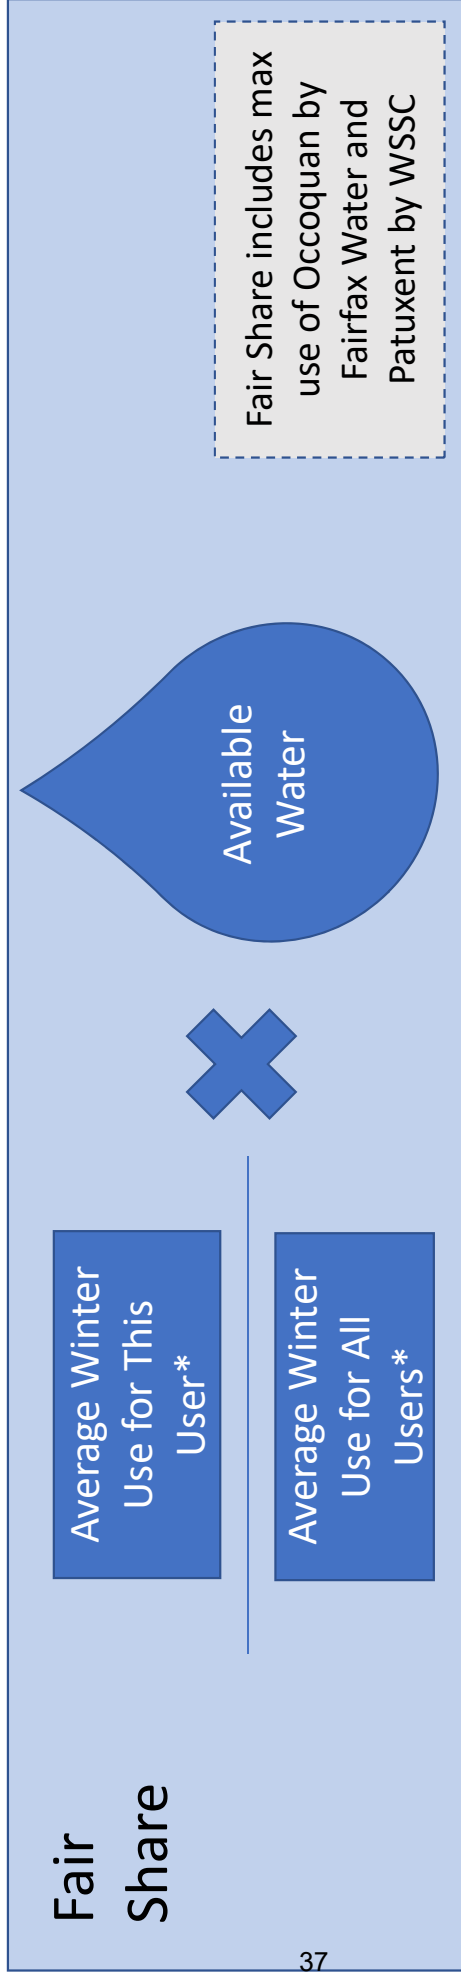 Fair
Share
Average Winter
Use for This
User*
Average Winter
Use for All
Users*
Available
Water
Fair Share includes max
use of Occoquan by
Fairfax Water and
Patuxent by WSSC
37